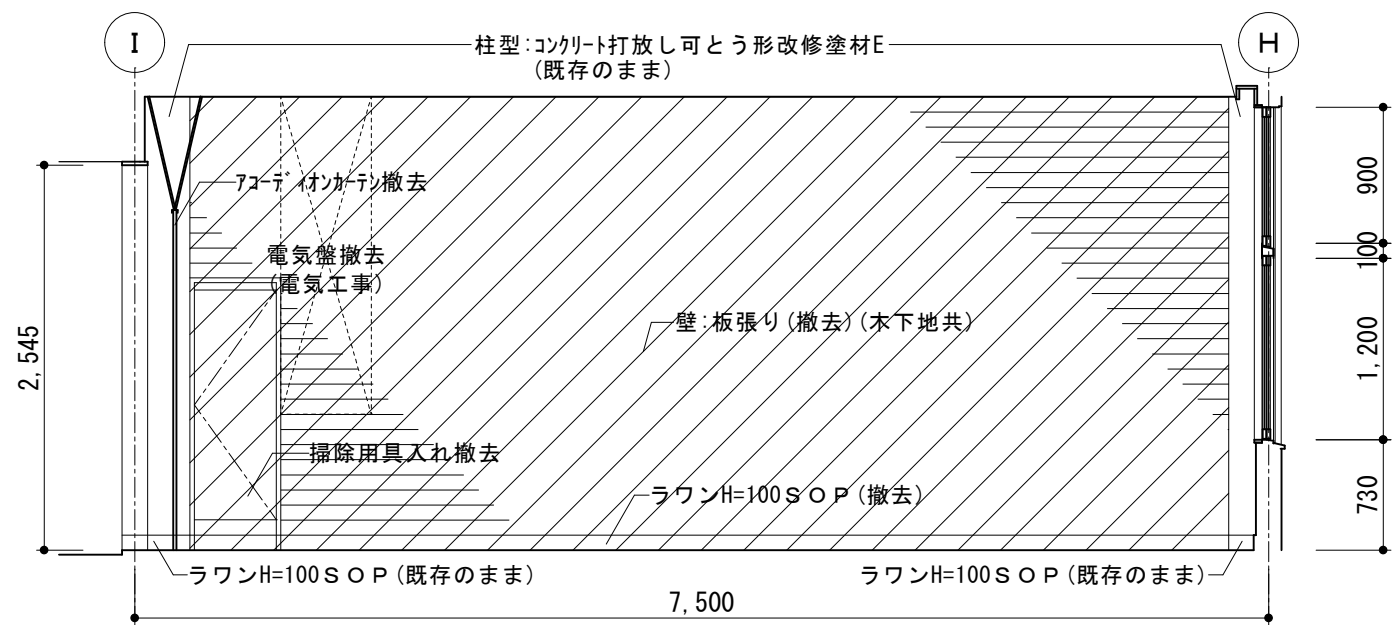 I
柱型:コンクリート打放し可とう形改修塗材E
(既存のまま)
H
アコーディオンカーテン撤去
電気盤撤去
(電気工事)
壁:板張り(撤去)(木下地共)
掃除用具入れ撤去
ラワンH=100SOP(撤去)
ラワンH=100SOP(既存のまま)
ラワンH=100SOP(既存のまま)
7,500
2,545
900
100
1,200
730